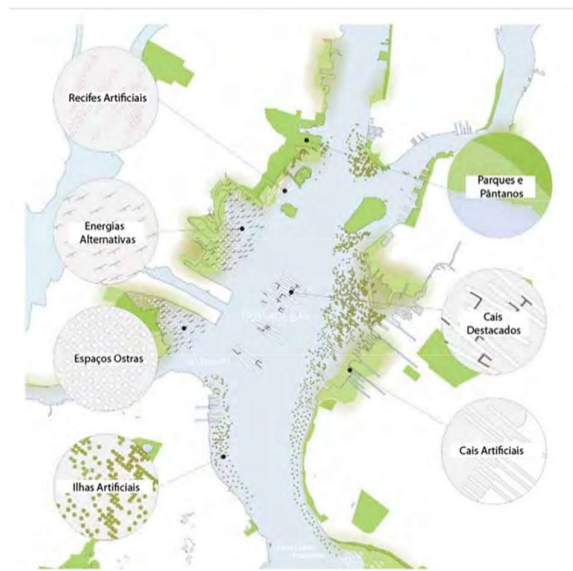 Recifes Artificiais
Parques e
Pântanos
Energias
Alternativas
Cais
Destacados
Espaços Ostras
Cais Artificiais
Ilhas Artificiais